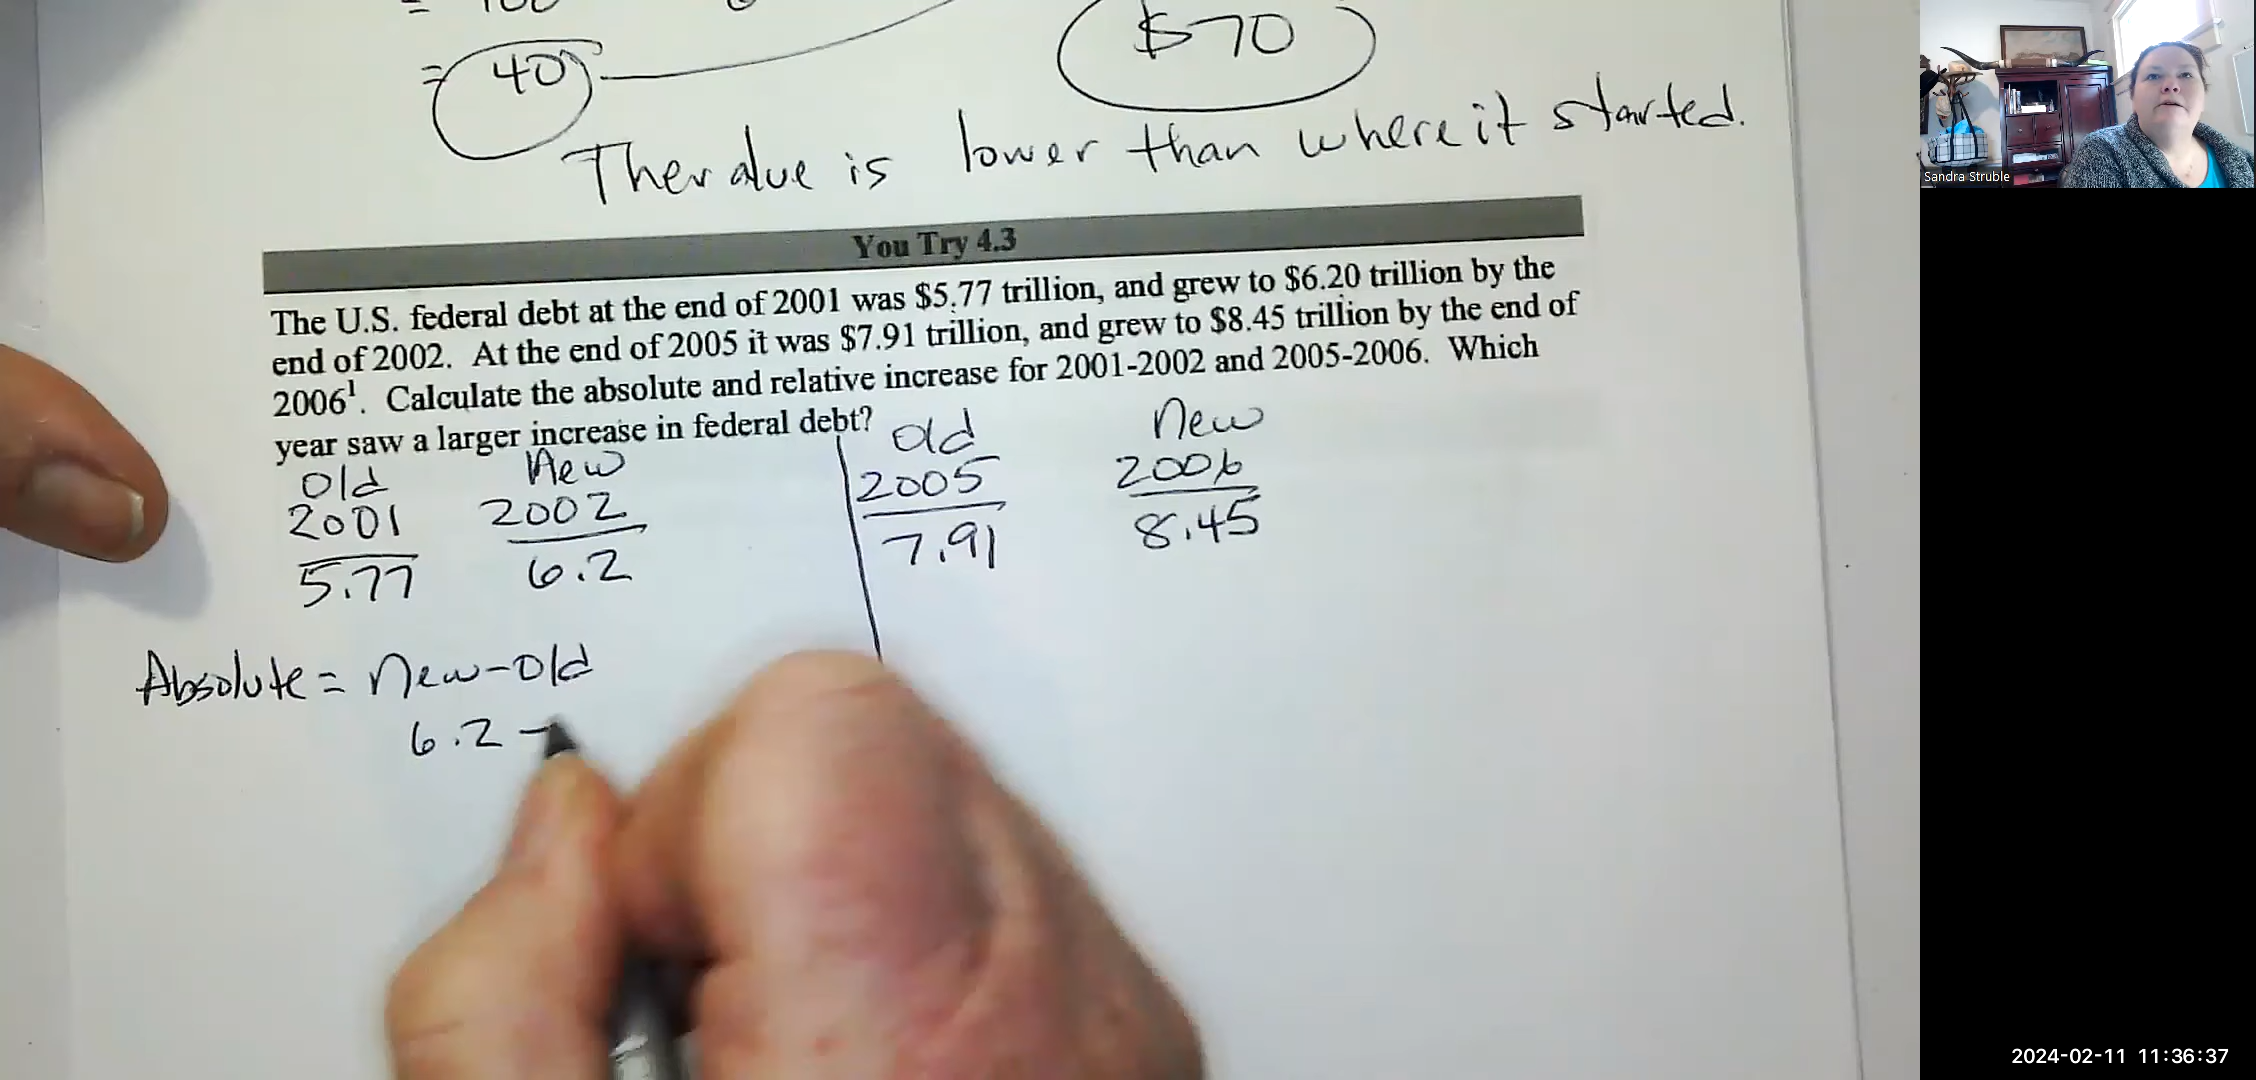 = 100
= 40
$70
The value is lower than where it started.
You Try 4.3
The U.S. federal debt at the end of 2001 was $5.77 trillion, and grew to $6.20 trillion by the
end of 2002. At the end of 2005 it was $7.91 trillion, and grew to $8.45 trillion by the end of
2006¹. Calculate the absolute and relative increase for 2001-2002 and 2005-2006. Which
year saw a larger increase in federal debt?
Old New
2001 2002
5.77 6.2
Old New
2005 2006
7.91 8.45
Absolute = New-Old
6.2 -
Sandra Struble
2024-02-11 11:36:37